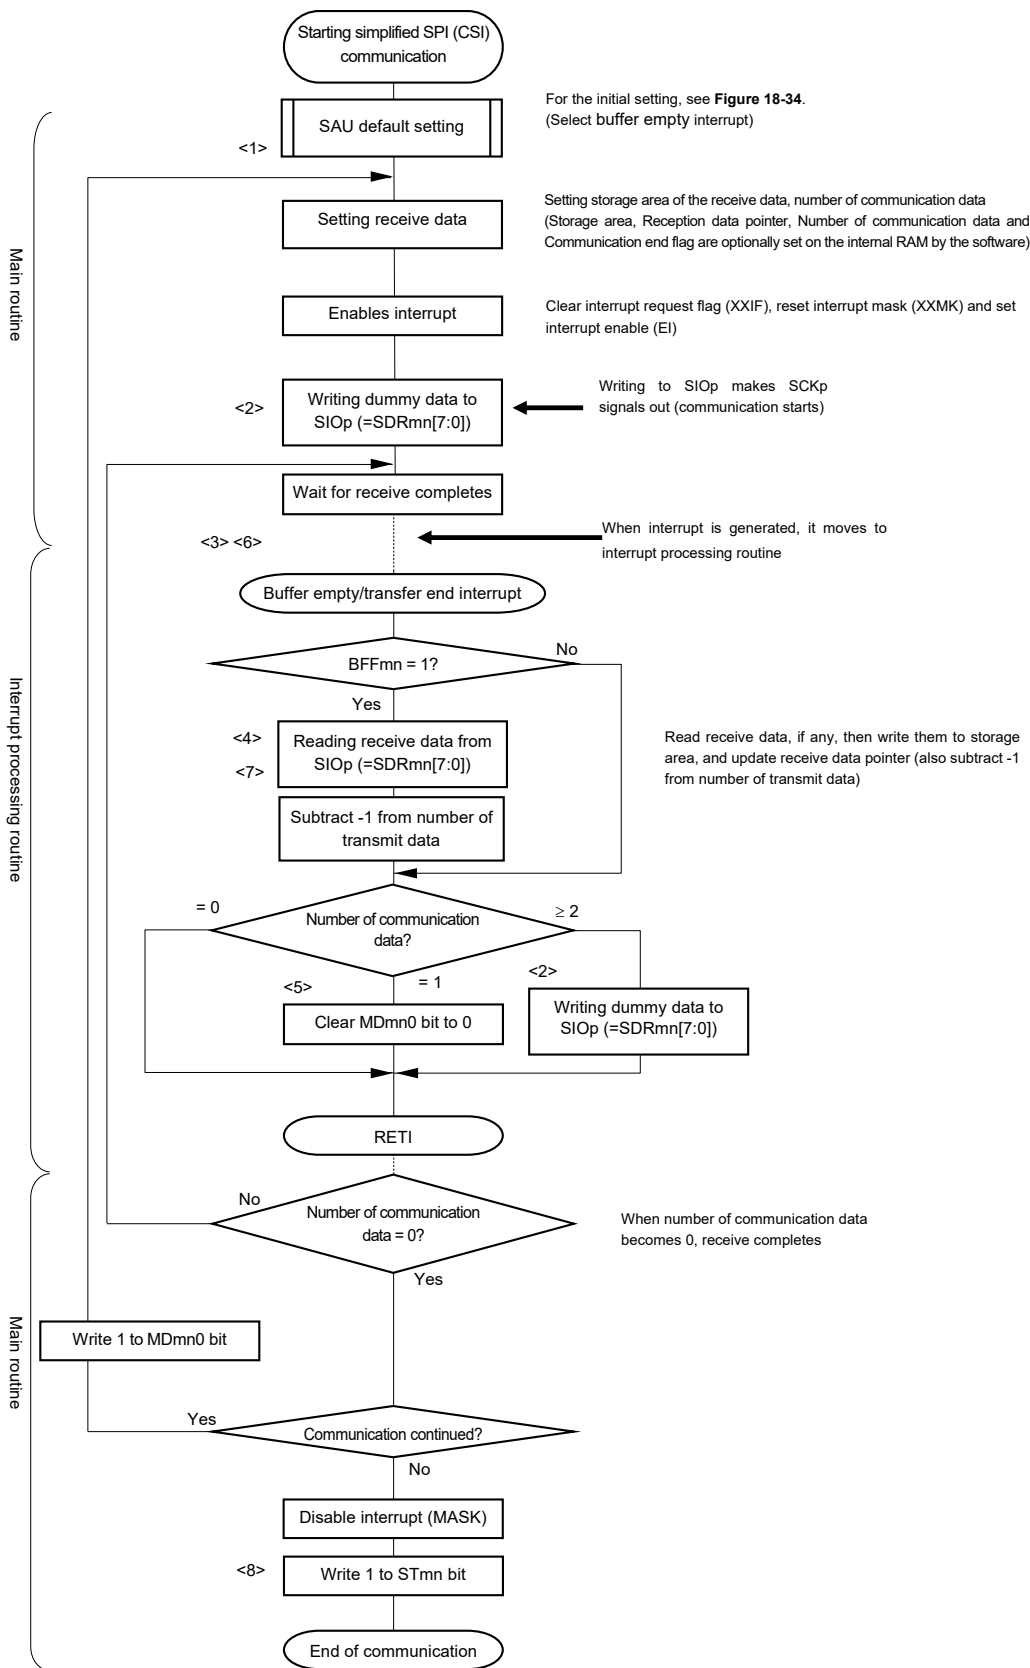 Starting simplified SPI (CSI)
communication
For the initial setting, see Figure 18-34.
(Select buffer empty interrupt)
SAU default setting
<1>
Setting storage area of the receive data, number of communication data
(Storage area, Reception data pointer, Number of communication data and
Communication end flag are optionally set on the internal RAM by the software)
Setting receive data
Main routine
Enables interrupt
Clear interrupt request flag (XXIF), reset interrupt mask (XXMK) and set
interrupt enable (EI)
Writing to SIOp makes SCKp
signals out (communication starts)
<2>
Writing dummy data to
SIOp (=SDRmn[7:0])
Wait for receive completes
When interrupt is generated, it moves to
interrupt processing routine
<3> <6>
Buffer empty/transfer end interrupt
BFFmn = 1?
No
Yes
<4>
<7>
Reading receive data from
SIOp (=SDRmn[7:0])
Read receive data, if any, then write them to storage
area, and update receive data pointer (also subtract -1
from number of transmit data)
Interrupt processing routine
Subtract -1 from number of
transmit data
= 0
Number of communication
data?
≥ 2
= 1
<5>
<2>
Clear MDmn0 bit to 0
Writing dummy data to
SIOp (=SDRmn[7:0])
RETI
No
Number of communication
data = 0?
When number of communication data
becomes 0, receive completes
Yes
Write 1 to MDmn0 bit
Main routine
Yes
Communication continued?
No
Disable interrupt (MASK)
<8>
Write 1 to STmn bit
End of communication